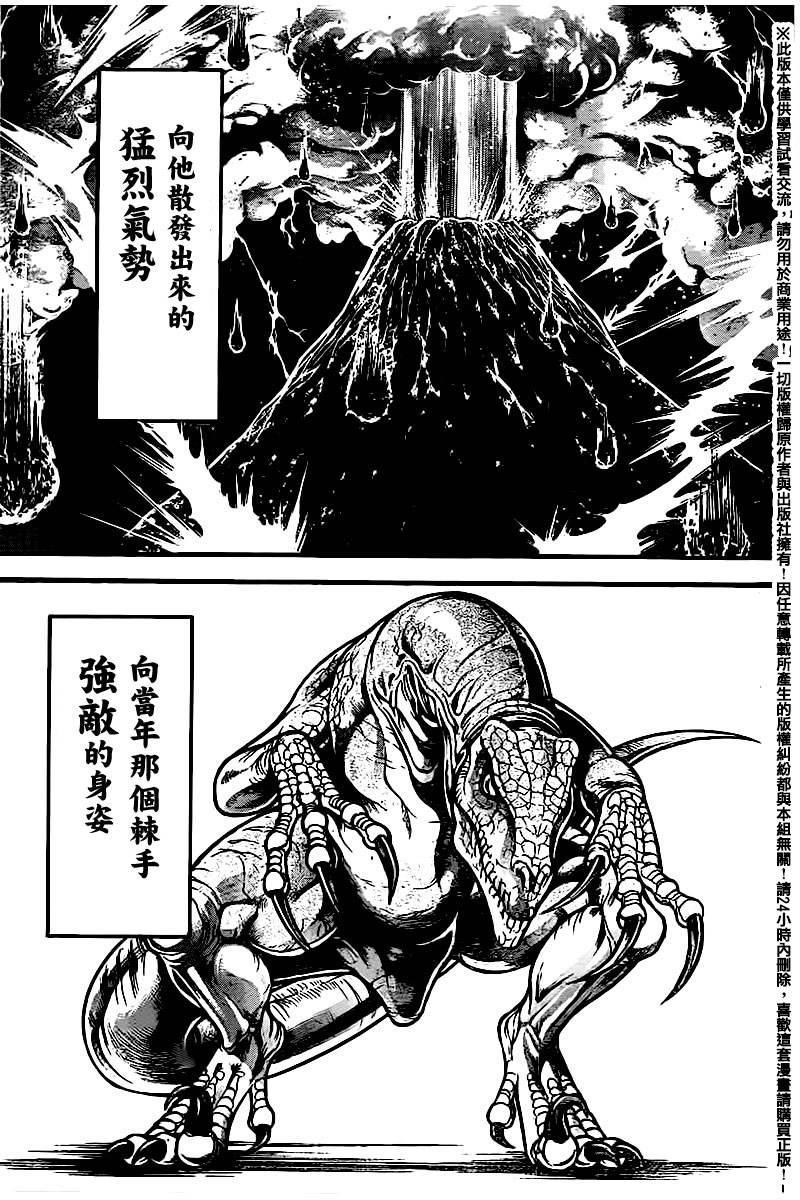 向他散發出來的
猛烈氣勢
向當年那個棘手
強敵的身姿
※此版本僅供學習試看交流，請勿用於商業用途！一切版權歸原作者與出版社擁有！因任意轉載所產生的版權糾紛都與本組無關！請24小時內刪除，喜歡這套漫畫請購買正版！